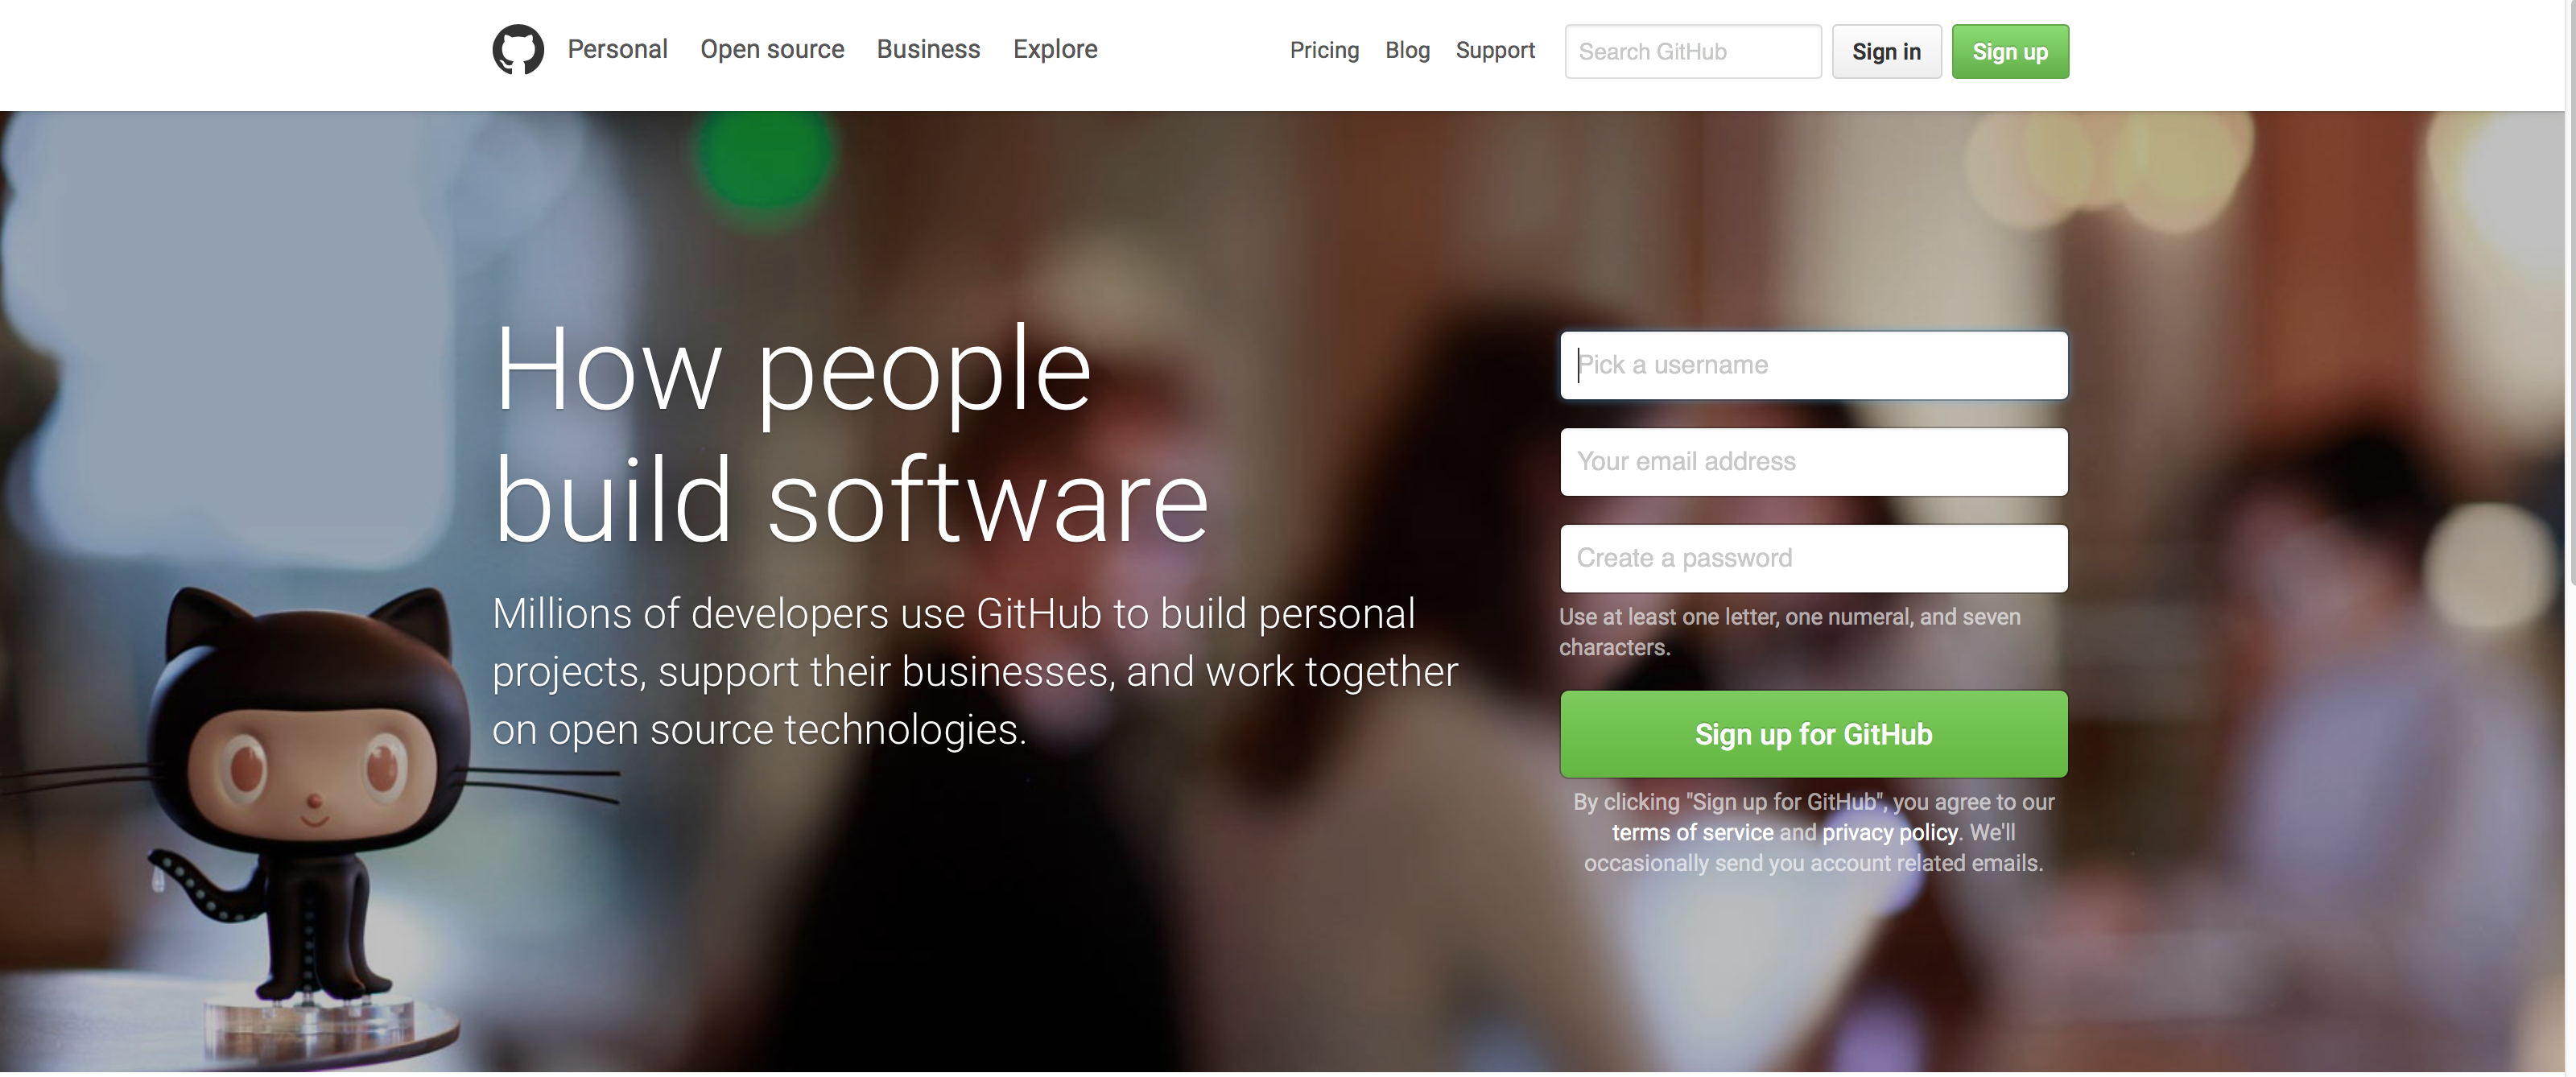 Personal Open source Business Explore Pricing Blog Support Search GitHub Sign in Sign up
How people
build software
Millions of developers use GitHub to build personal
projects, support their businesses, and work together
on open source technologies.
Pick a username
Your email address
Create a password
Use at least one letter, one numeral, and seven
characters.
Sign up for GitHub
By clicking "Sign up for GitHub", you agree to our
terms of service and privacy policy. We'll
occasionally send you account related emails.